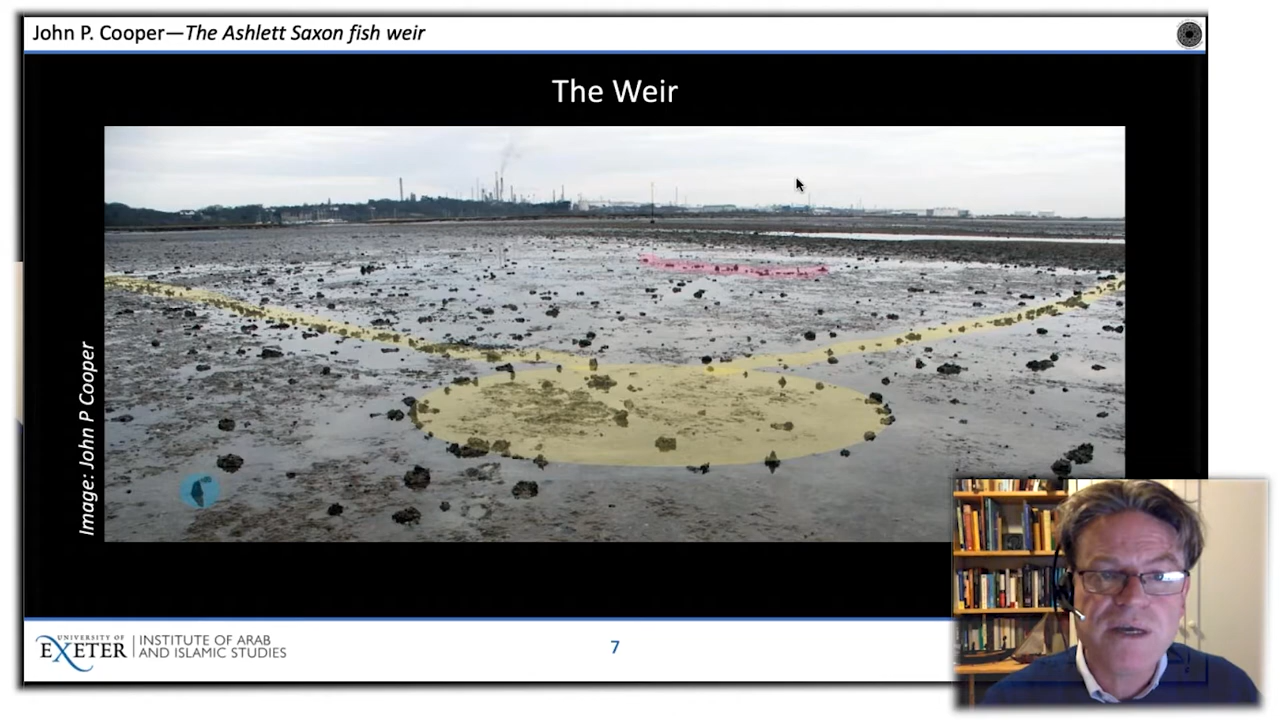 John P. Cooper—The Ashlett Saxon fish weir
The Weir
Image: John P Cooper
UNIVERSITY OF
EXETER
INSTITUTE OF ARAB
AND ISLAMIC STUDIES
7